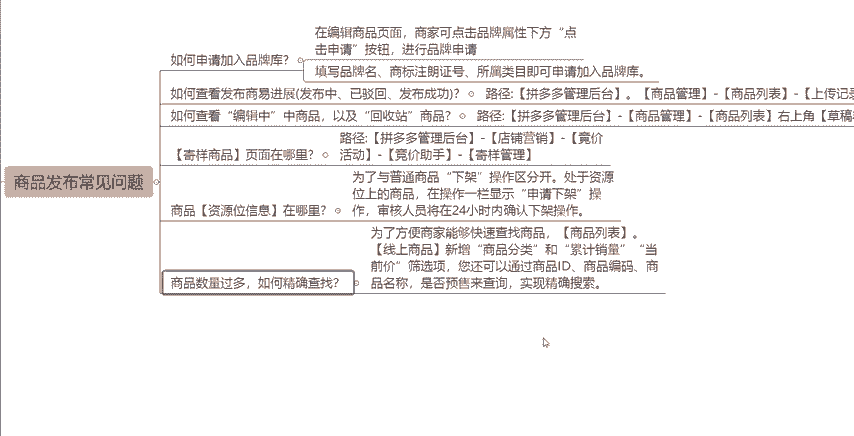 商品发布常见问题
如何申请加入品牌库?
在编辑商品页面，商家可点击品牌属性下方“点
击申请”按钮，进行品牌申请
填写品牌名、商标注朗证号、所属类目即可申请加入品牌库。
如何查看发布商易进展(发布中、已驳回、发布成功)?
路径:【拼多多管理后台】。【商品管理】-【商品列表】-【上传记录
如何查看“编辑中”中商品，以及“回收站”商品?
路径:【拼多多管理后台】-【商品管理】-【商品列表】右上角【草稿
【寄样商品】页面在哪里?
路径:【拼多多管理后台】-【店铺营销】-【竞价
活动】-【竞价助手】-【寄样管理】
商品【资源位信息】在哪里?
为了与普通商品“下架”操作区分开。处于资源
位上的商品，在操作一栏显示“申请下架”操
作，审核人员将在24小时内确认下架操作。
商品数量过多，如何精确查找?
为了方便商家能够快速查找商品，【商品列表】。
【线上商品】新增“商品分类”和“累计销量”“当
前价”筛选项，您还可以通过商品ID、商品编码、商
品名称，是否预售来查询，实现精确搜索。